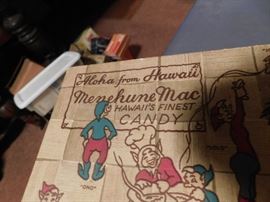 Aloha from Hawaii
Menehune Mac
HAWAII'S FINEST
CANDY
"ONO"